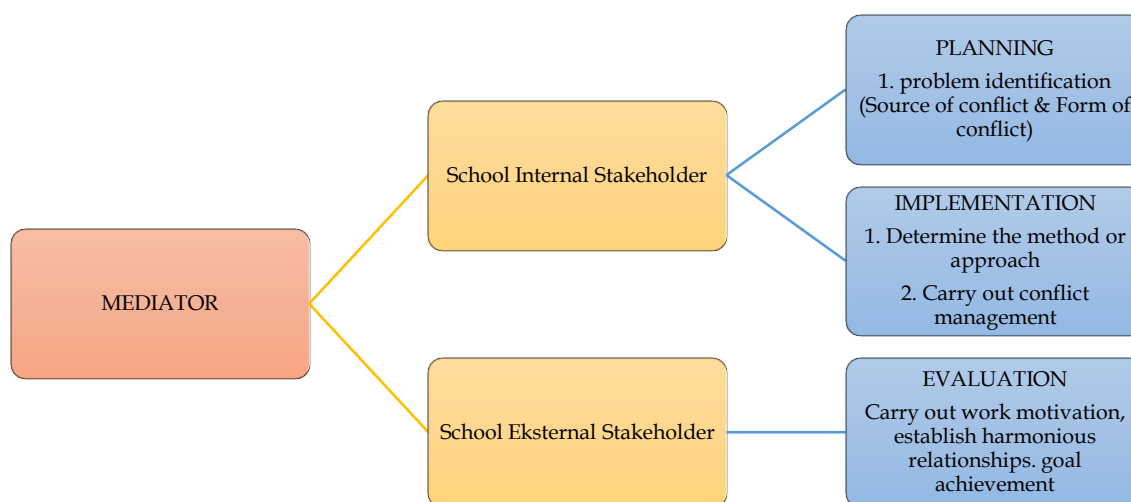 MEDIATOR
School Internal Stakeholder
School Eksternal Stakeholder
PLANNING
1. problem identification
(Source of conflict & Form of
conflict)
IMPLEMENTATION
1. Determine the method or
approach
2. Carry out conflict
management
EVALUATION
Carry out work motivation,
establish harmonious
relationships. goal
achievement